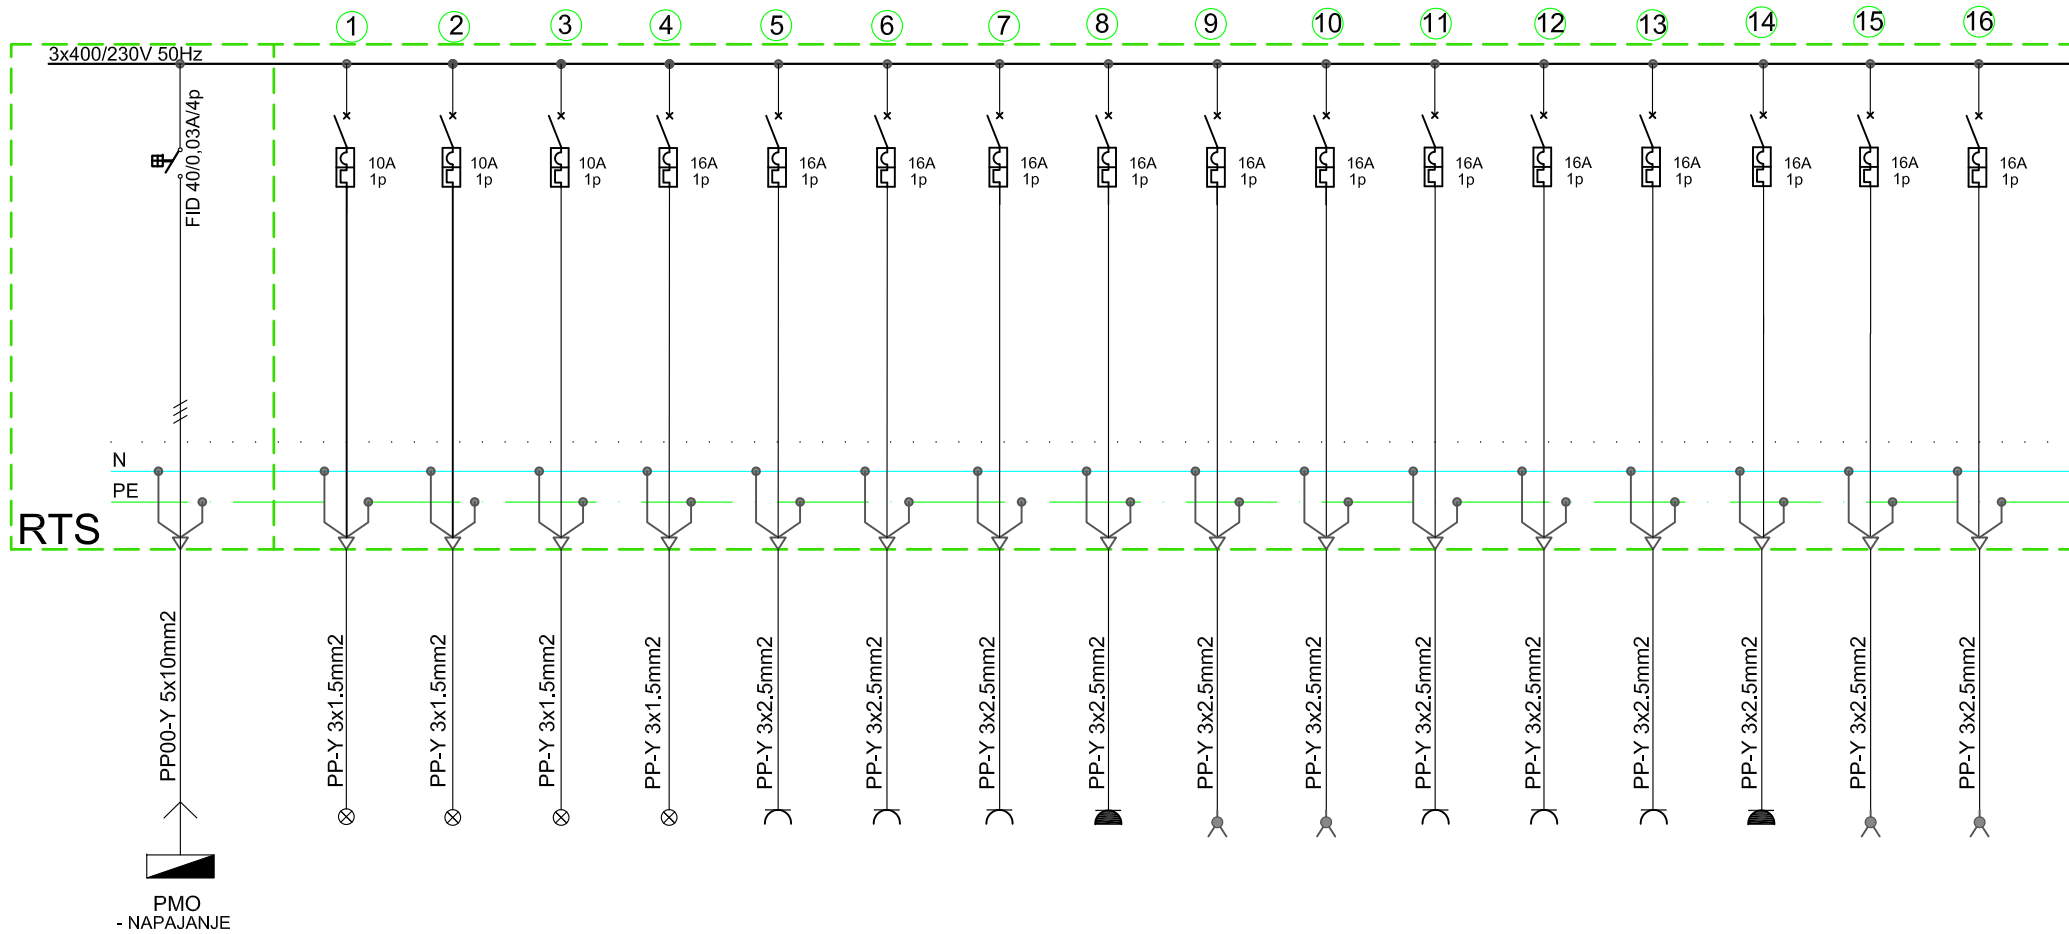 1 2 3 4 5 6 7 8 9 10 11 12 13 14 15 16
3x400/230V 50Hz
FID 40/0,03A/4p
10A
1p
10A
1p
10A
1p
16A
1p
16A
1p
16A
1p
16A
1p
16A
1p
16A
1p
16A
1p
16A
1p
16A
1p
16A
1p
16A
1p
16A
1p
16A
1p
N
PE
RTS
PP00-Y 5x10mm2
PP-Y 3x1.5mm2
PP-Y 3x1.5mm2
PP-Y 3x1.5mm2
PP-Y 3x1.5mm2
PP-Y 3x2.5mm2
PP-Y 3x2.5mm2
PP-Y 3x2.5mm2
PP-Y 3x2.5mm2
PP-Y 3x2.5mm2
PP-Y 3x2.5mm2
PP-Y 3x2.5mm2
PP-Y 3x2.5mm2
PP-Y 3x2.5mm2
PP-Y 3x2.5mm2
PP-Y 3x2.5mm2
PP-Y 3x2.5mm2
PMO
- NAPAJANJE